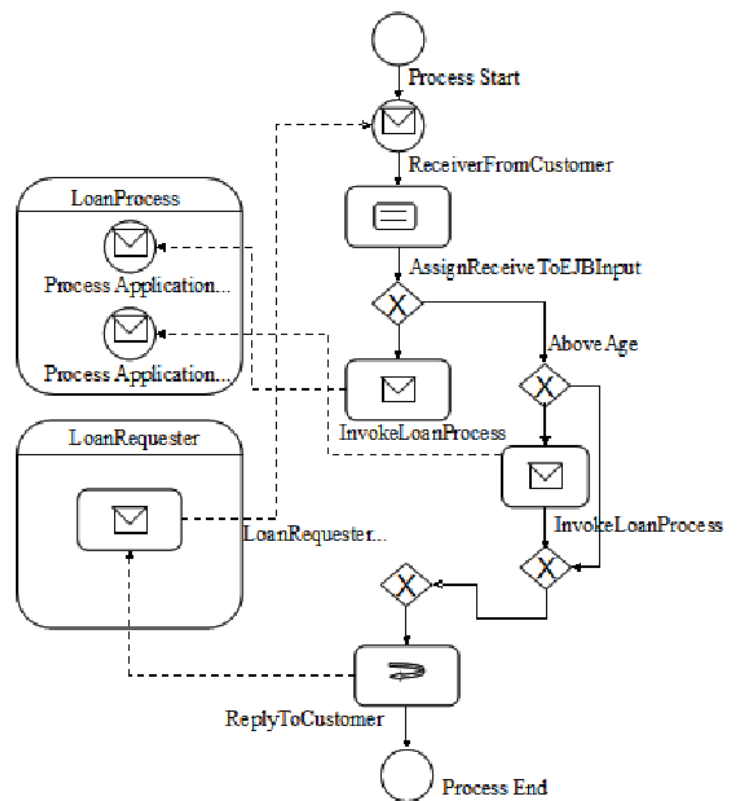 Process Start
ReceiverFromCustomer
LoanProcess
AssignReceiveToEJBInput
Process Application...
X
AboveAge
Process Application...
X
InvokeLoanProcess
LoanRequester
InvokeLoanProcess
LoanRequester...
X
X
ReplyToCustomer
Process End